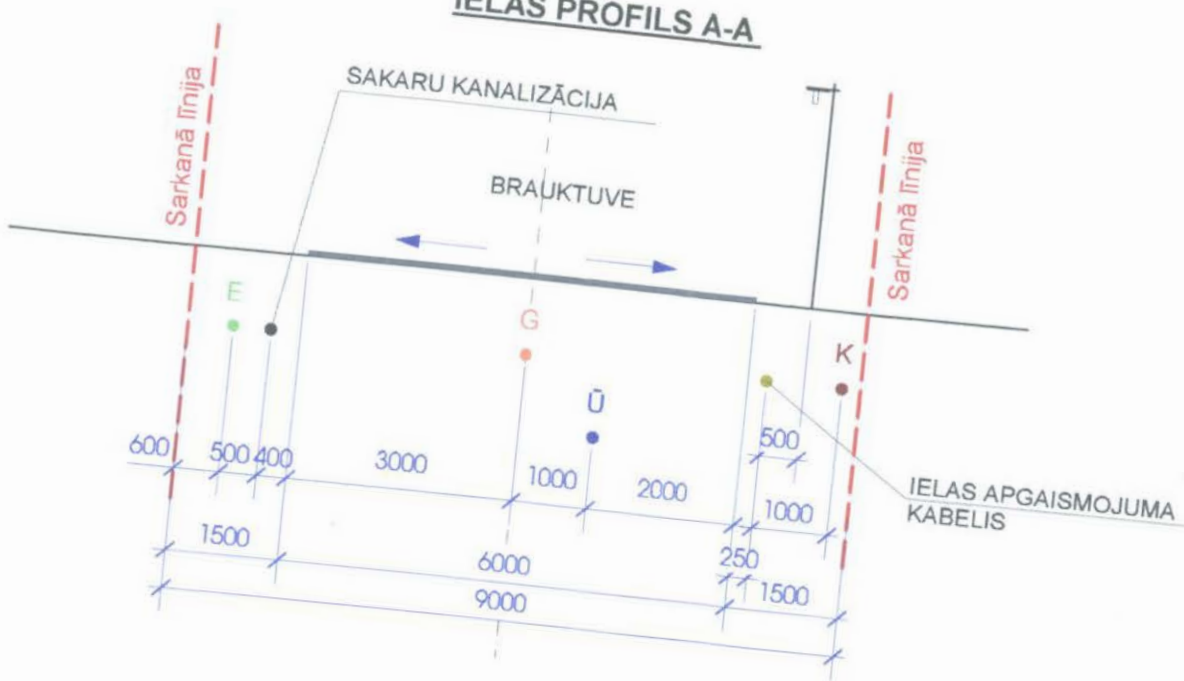 IELAS PROFILS A-A
SAKARU KANALIZĀCIJA
Sarkanā līnija
Sarkanā līnija
BRAUKTUVE
E
G
K
Ū
600
500
400
3000
1000
2000
500
1000
IELAS APGAISMOJUMA
KABELIS
1500
6000
250
1500
9000